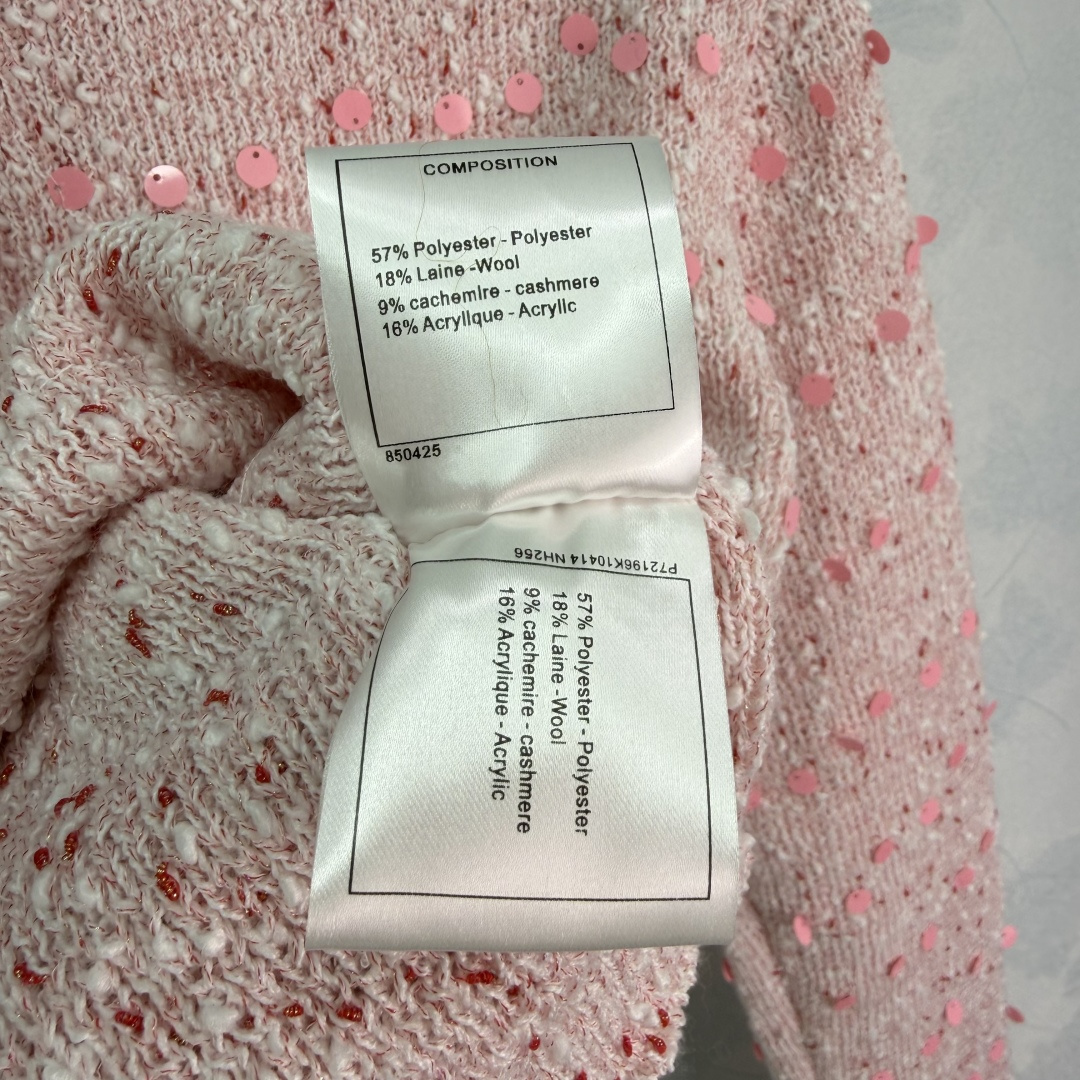 COMPOSITION
57% Polyester - Polyester
18% Laine -Wool
9% cachemire - cashmere
16% Acrylique - Acrylic
850425
P72196K10414 NH256
57% Polyester - Polyester
18% Laine -Wool
9% cachemire - cashmere
16% Acrylique - Acrylic